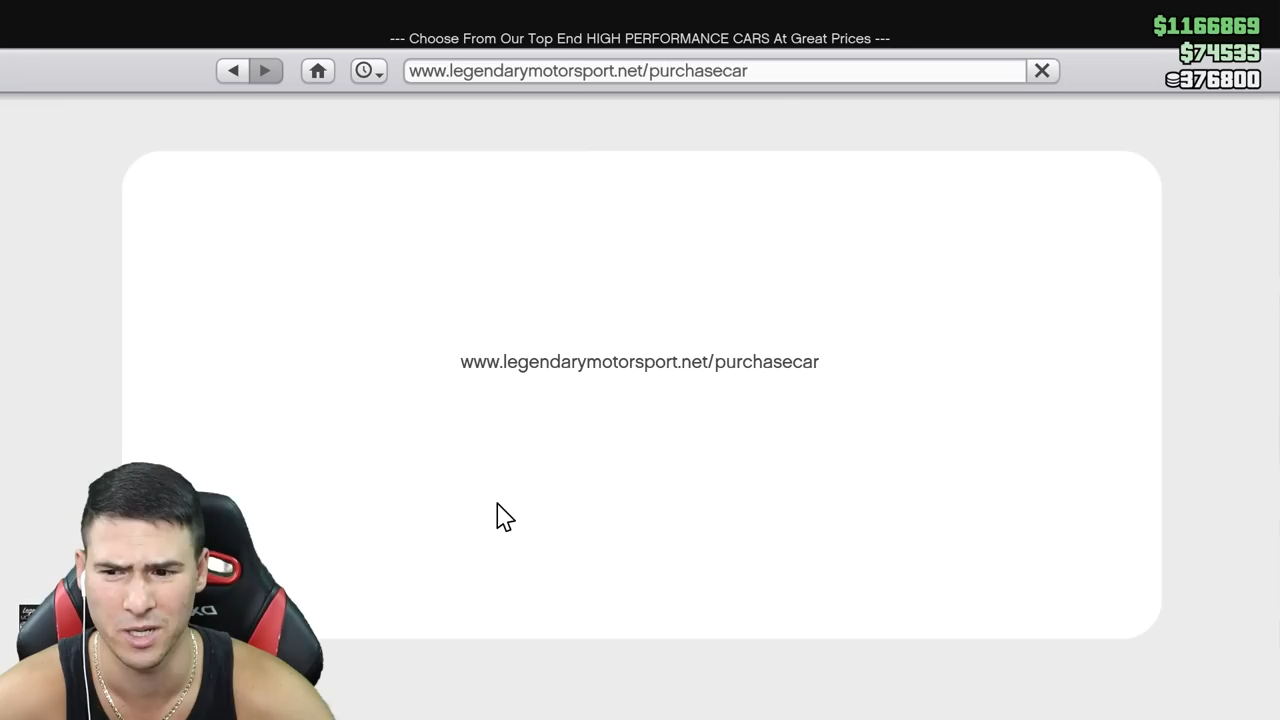 --- Choose From Our Top End HIGH PERFORMANCE CARS At Great Prices ---
$1166869
$74535
376800
www.legendarymotorsport.net/purchasecar
www.legendarymotorsport.net/purchasecar